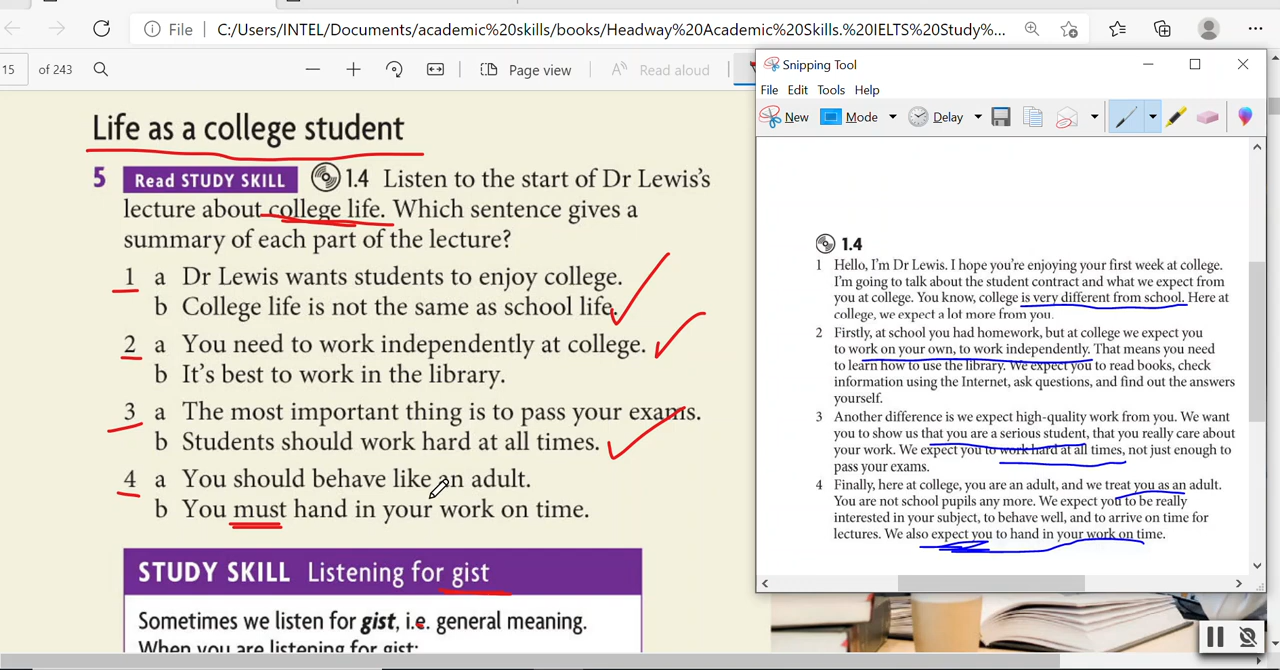 File
C:/Users/INTEL/Documents/academic%20skills/books/Headway%20Academic%20Skills.%20IELTS%20Study%...
15 of 243
Page view
Read aloud
Life as a college student
5 Read STUDY SKILL 1.4 Listen to the start of Dr Lewis's
lecture about college life. Which sentence gives a
summary of each part of the lecture?
1 a Dr Lewis wants students to enjoy college.
b College life is not the same as school life.
2 a You need to work independently at college.
b It's best to work in the library.
3 a The most important thing is to pass your exams.
b Students should work hard at all times.
4 a You should behave like an adult.
b You must hand in your work on time.
STUDY SKILL Listening for gist
Sometimes we listen for gist, i.e. general meaning.
When you are listening for gist:
Snipping Tool
File Edit Tools Help
New Mode Delay
1.4
1 Hello, I'm Dr Lewis. I hope you're enjoying your first week at college.
I'm going to talk about the student contract and what we expect from
you at college. You know, college is very different from school. Here at
college, we expect a lot more from you.
2 Firstly, at school you had homework, but at college we expect you
to work on your own, to work independently. That means you need
to learn how to use the library. We expect you to read books, check
information using the Internet, ask questions, and find out the answers
yourself.
3 Another difference is we expect high-quality work from you. We want
you to show us that you are a serious student, that you really care about
your work. We expect you to work hard at all times, not just enough to
pass your exams.
4 Finally, here at college, you are an adult, and we treat you as an adult.
You are not school pupils any more. We expect you to be really
interested in your subject, to behave well, and to arrive on time for
lectures. We also expect you to hand in your work on time.